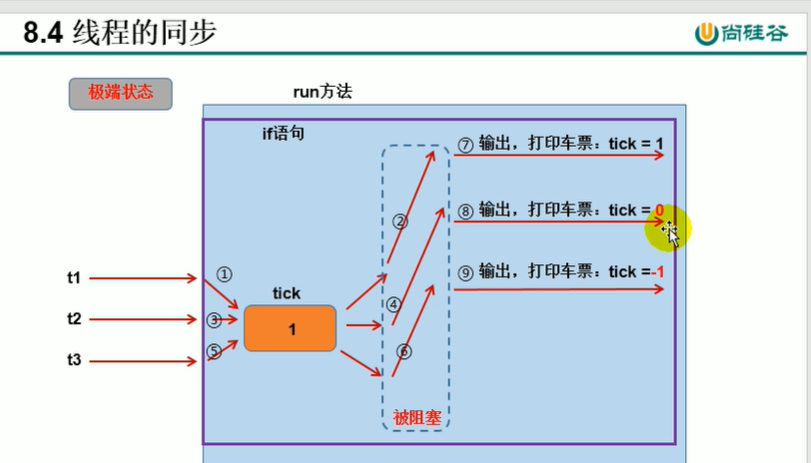 8.4 线程的同步
尚硅谷
极端状态
run方法
if语句
⑦ 输出，打印车票：tick = 1
②
⑧ 输出，打印车票：tick = 0
t1
①
⑨ 输出，打印车票：tick =-1
tick
④
t2
③
1
t3
⑤
⑥
被阻塞